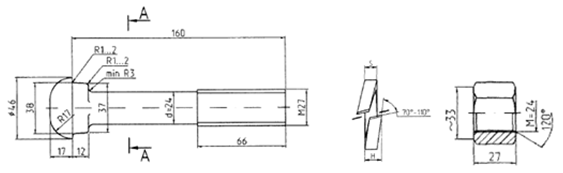 A
160
R1...2
R1...2
min R3
ø46
38
R17
37
d=24
M27
66
17
12
A
S
70°-110°
H
~33
M=24
120°
27